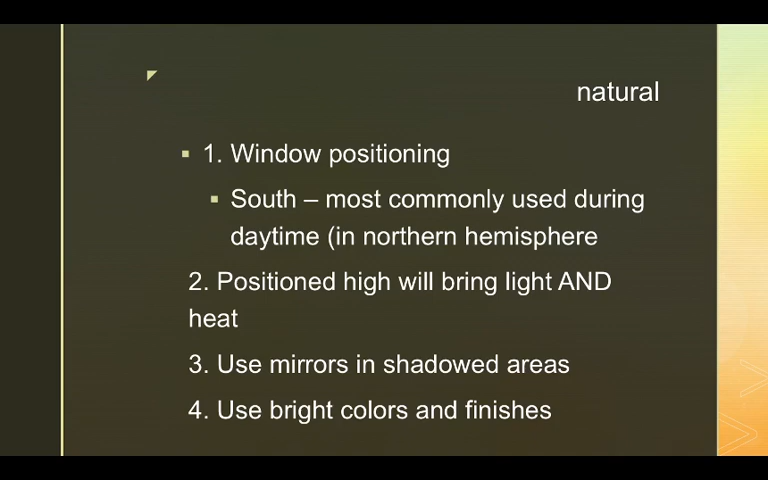 natural
1. Window positioning
South – most commonly used during
daytime (in northern hemisphere
2. Positioned high will bring light AND
heat
3. Use mirrors in shadowed areas
4. Use bright colors and finishes